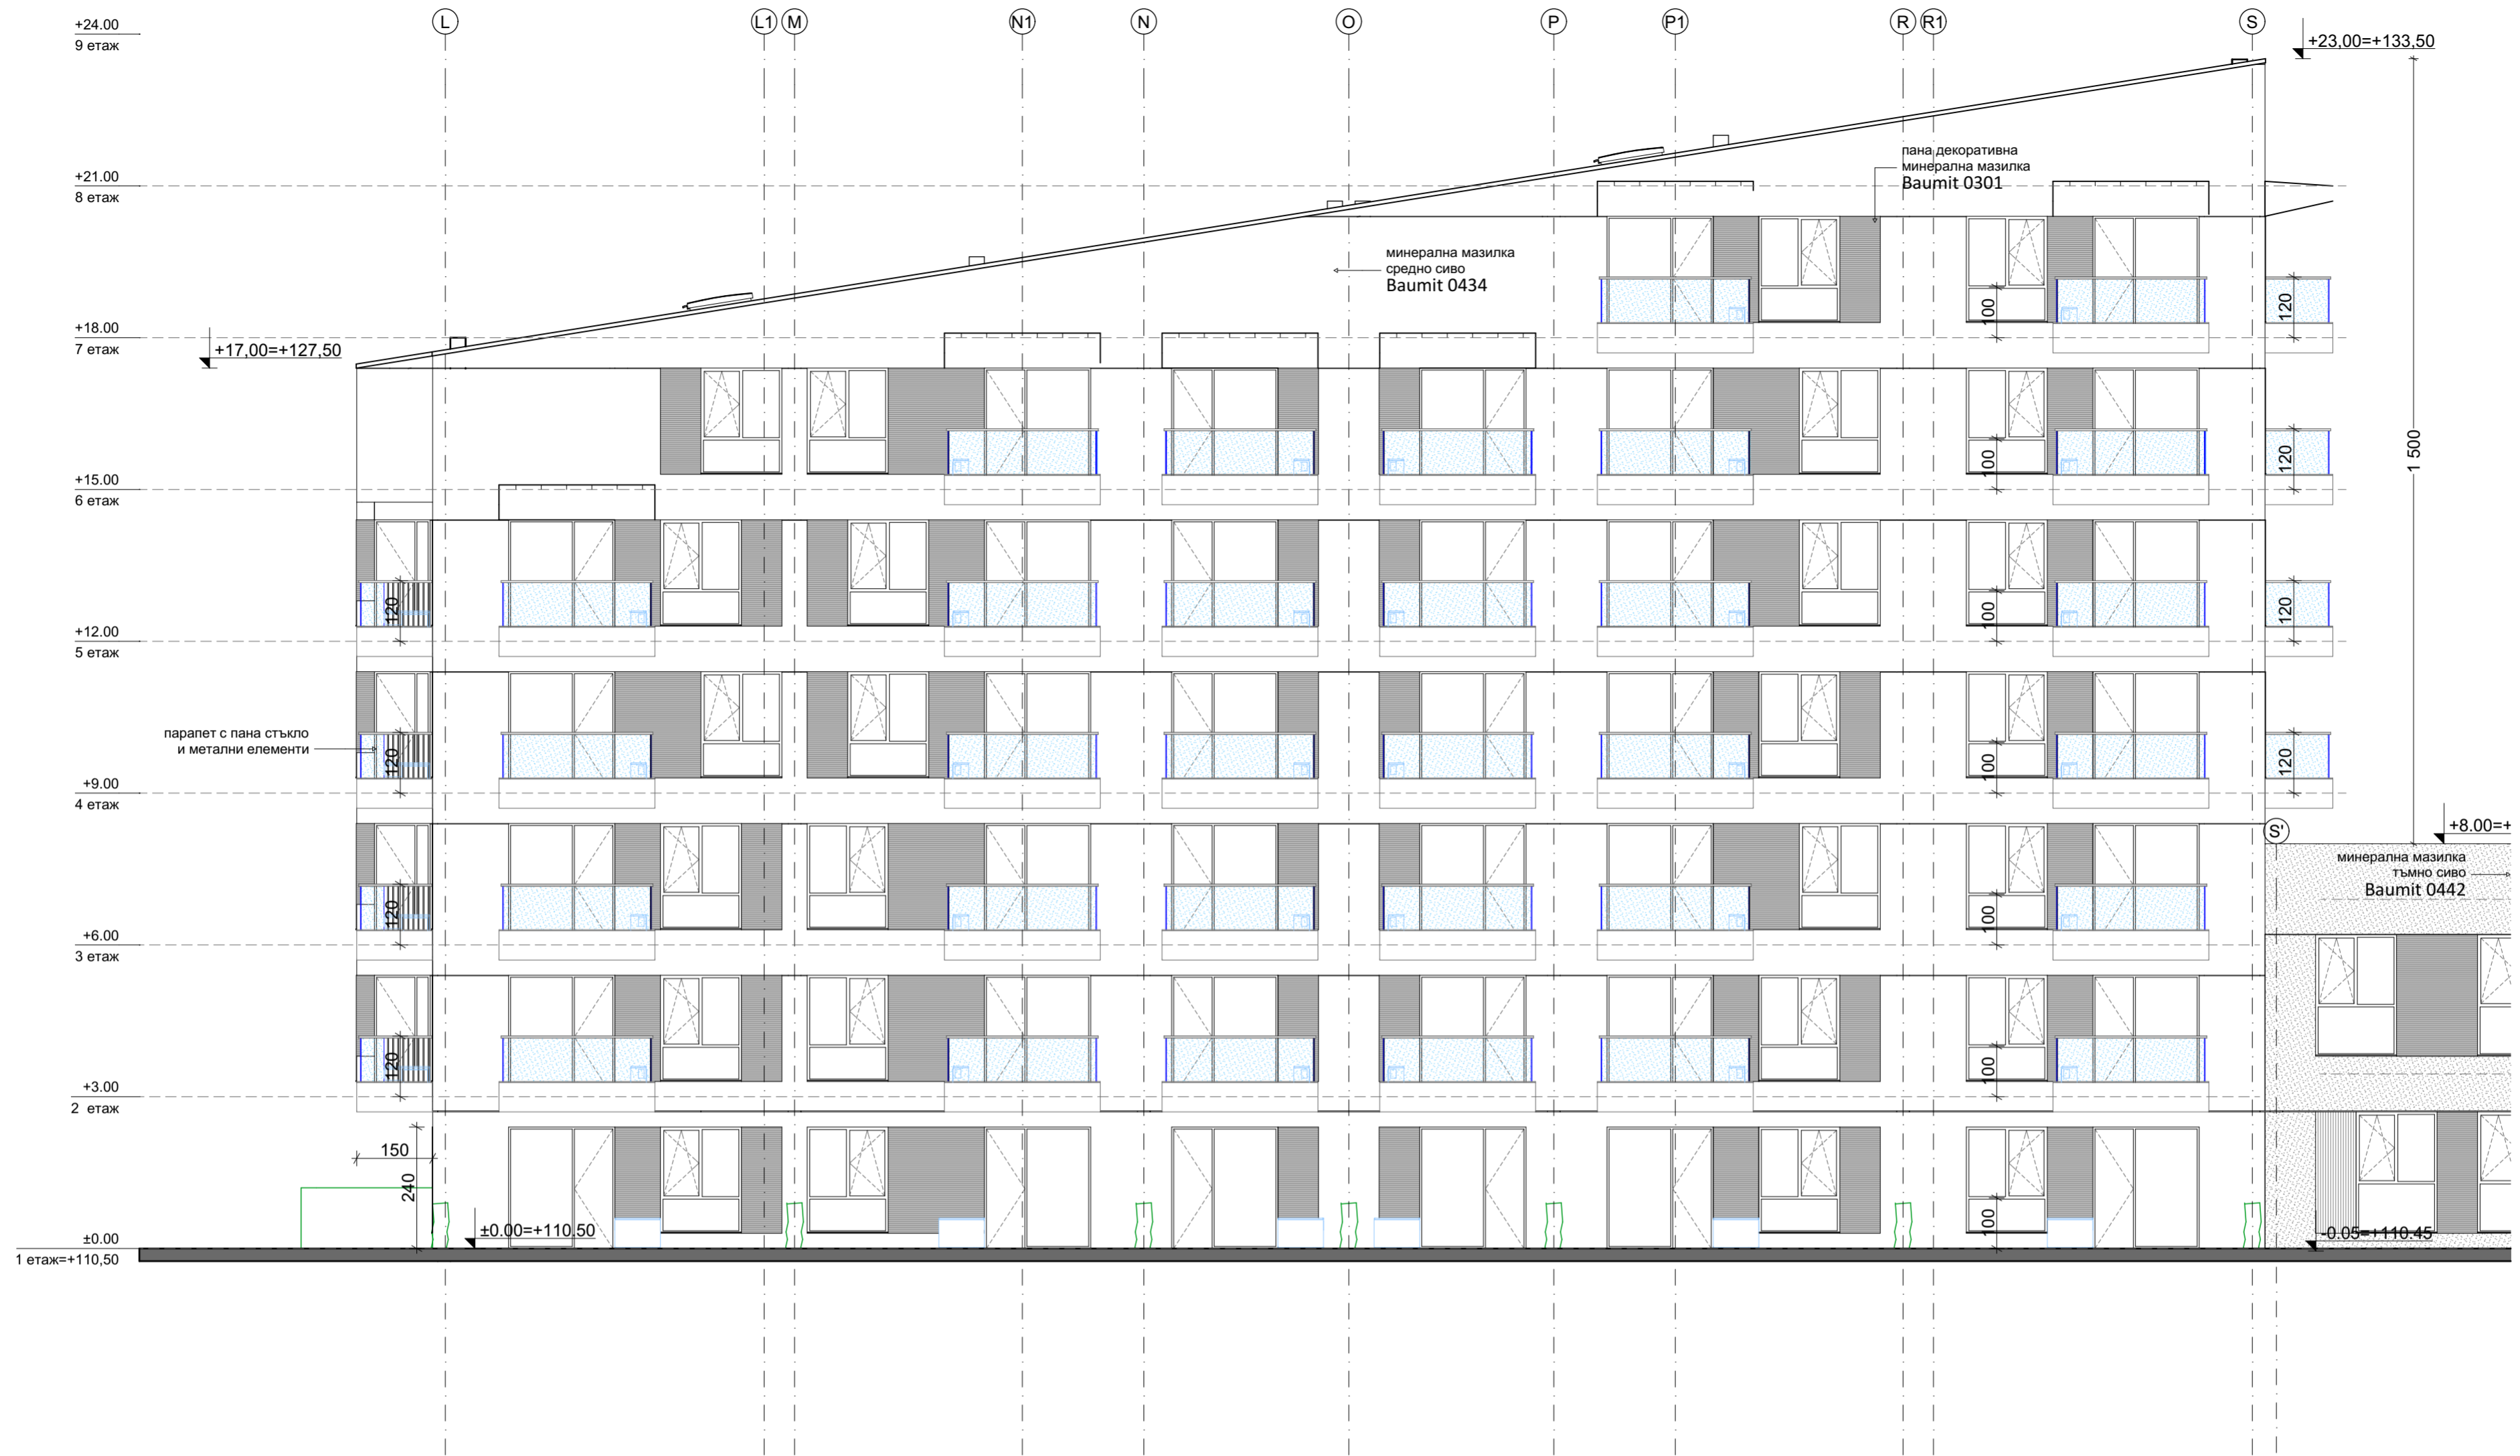 L
L1
M
N1
N
O
P
P1
R
R1
S
+24.00
9 етаж
+23,00=+133,50
пана декоративна
минерална мазилка
Baumit 0301
+21.00
8 етаж
минерална мазилка
средно сиво
Baumit 0434
100
120
+18.00
7 етаж
+17,00=+127,50
1 500
100
120
+15.00
6 етаж
120
100
120
+12.00
5 етаж
парапет с пана стъкло
и метални елементи
120
100
120
+9.00
4 етаж
S'
+8.00=+
минерална мазилка
тъмно сиво
Baumit 0442
120
100
+6.00
3 етаж
120
100
+3.00
2 етаж
150
240
100
±0.00
1 етаж=+110,50
±0.00=+110.50
-0.05=+110.45